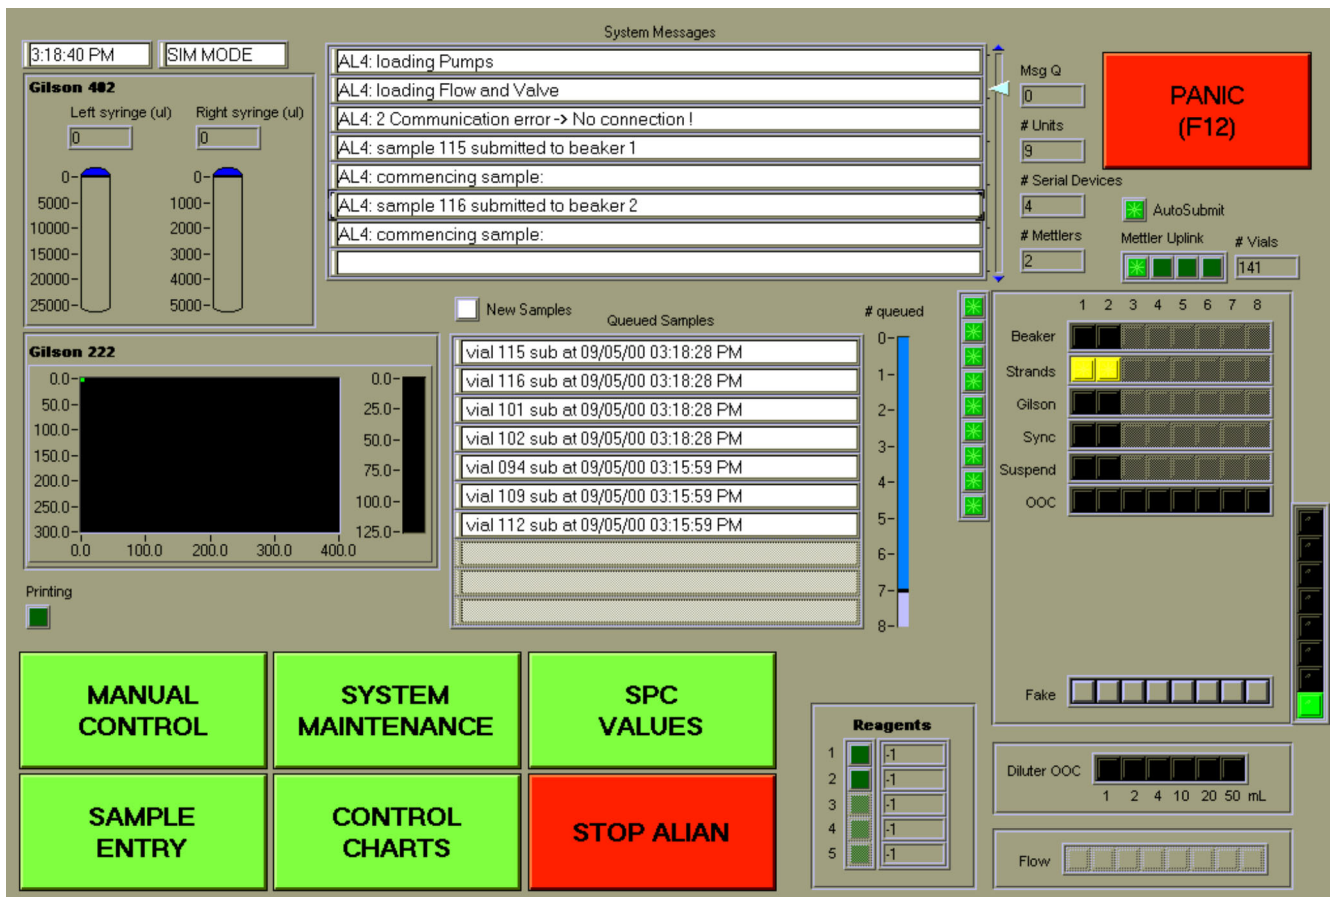 System Messages
3:18:40 PM
SIM MODE
AL4: loading Pumps
AL4: loading Flow and Valve
AL4: 2 Communication error -> No connection !
AL4: sample 115 submitted to beaker 1
AL4: commencing sample:
AL4: sample 116 submitted to beaker 2
AL4: commencing sample:
Gilson 402
Left syringe (ul) Right syringe (ul)
0 0
0- 0-
5000- 1000-
10000- 2000-
15000- 3000-
20000- 4000-
25000- 5000-
Msg Q
0
# Units
9
# Serial Devices
4
# Mettlers
2
PANIC
(F12)
AutoSubmit
Mettler Uplink
# Vials
141
Gilson 222
0.0- 0.0-
50.0- 25.0-
100.0- 50.0-
150.0- 75.0-
200.0- 100.0-
250.0- 125.0-
300.0-
0.0 100.0 200.0 300.0 400.0
Printing
New Samples
Queued Samples
# queued
vial 115 sub at 09/05/00 03:18:28 PM
vial 116 sub at 09/05/00 03:18:28 PM
vial 101 sub at 09/05/00 03:18:28 PM
vial 102 sub at 09/05/00 03:18:28 PM
vial 094 sub at 09/05/00 03:15:59 PM
vial 109 sub at 09/05/00 03:15:59 PM
vial 112 sub at 09/05/00 03:15:59 PM
0-
1-
2-
3-
4-
5-
6-
7-
8-
1 2 3 4 5 6 7 8
Beaker
Strands
Gilson
Sync
Suspend
OOC
Fake
MANUAL
CONTROL
SYSTEM
MAINTENANCE
SPC
VALUES
SAMPLE
ENTRY
CONTROL
CHARTS
STOP ALIAN
Reagents
1 -1
2 -1
3 -1
4 -1
5 -1
Diluter OOC
1 2 4 10 20 50 mL
Flow